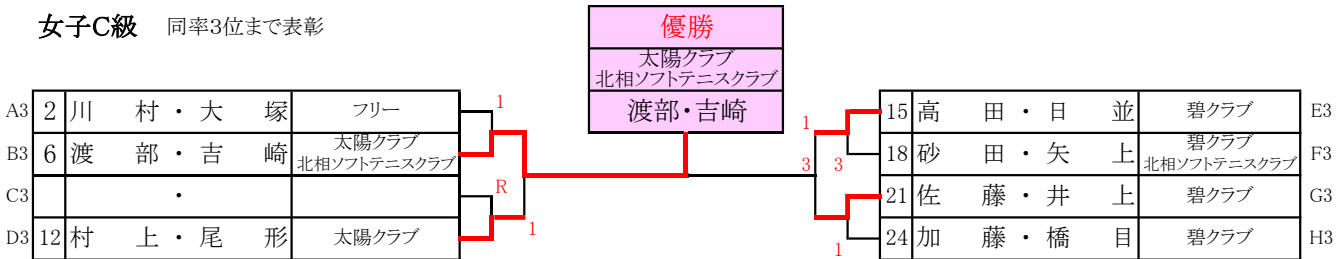 女子C級 同率3位まで表彰
優勝
太陽クラブ
北相ソフトテニスクラブ
渡部・吉崎
A3 2 川村・大塚 フリー 1
B3 6 渡部・吉崎 太陽クラブ
北相ソフトテニスクラブ
C3 ・ R
D3 12 村上・尾形 太陽クラブ 1
1 15 高田・日並 碧クラブ E3
3 3 18 砂田・矢上 碧クラブ
北相ソフトテニスクラブ F3
21 佐藤・井上 碧クラブ G3
1 24 加藤・橋目 碧クラブ H3